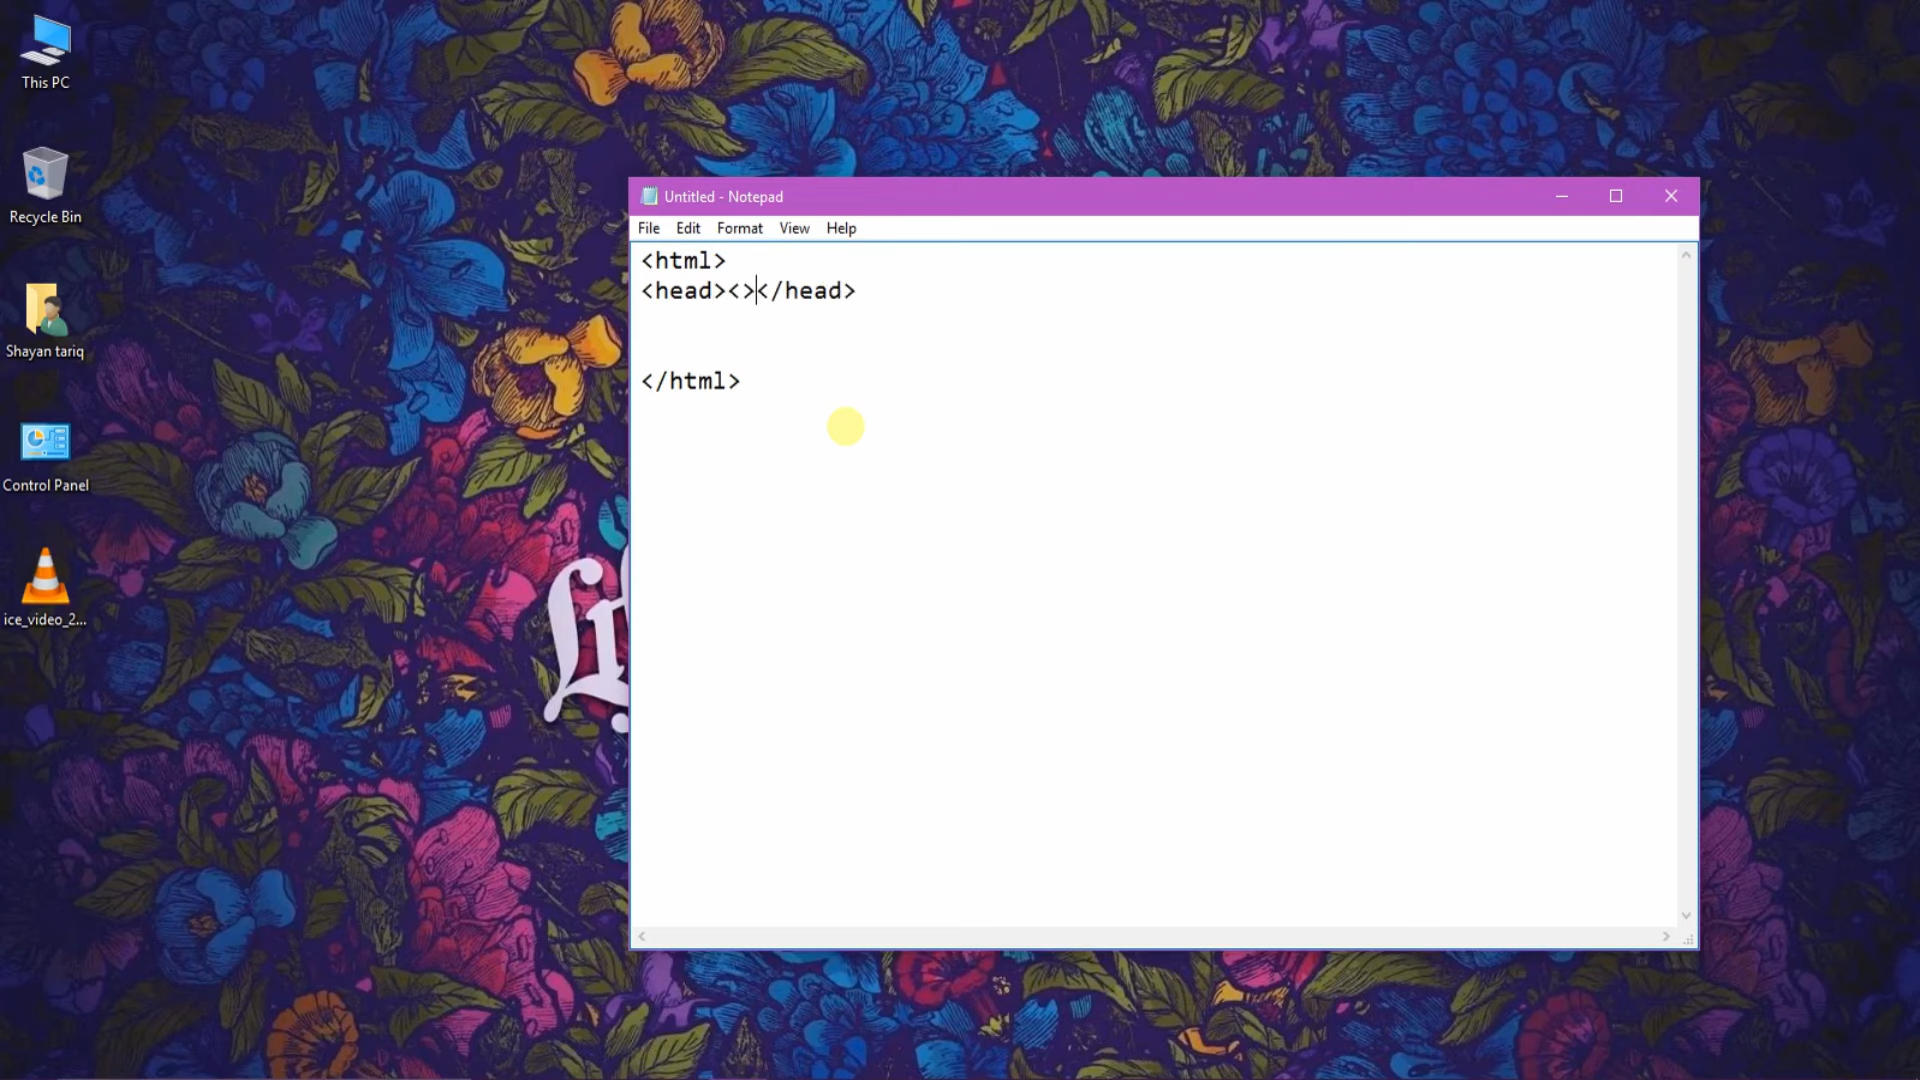 This PC
Recycle Bin
Shayan tariq
Control Panel
ice_video_2...
Untitled - Notepad
File Edit Format View Help
<html>
<head><></head>
</html>